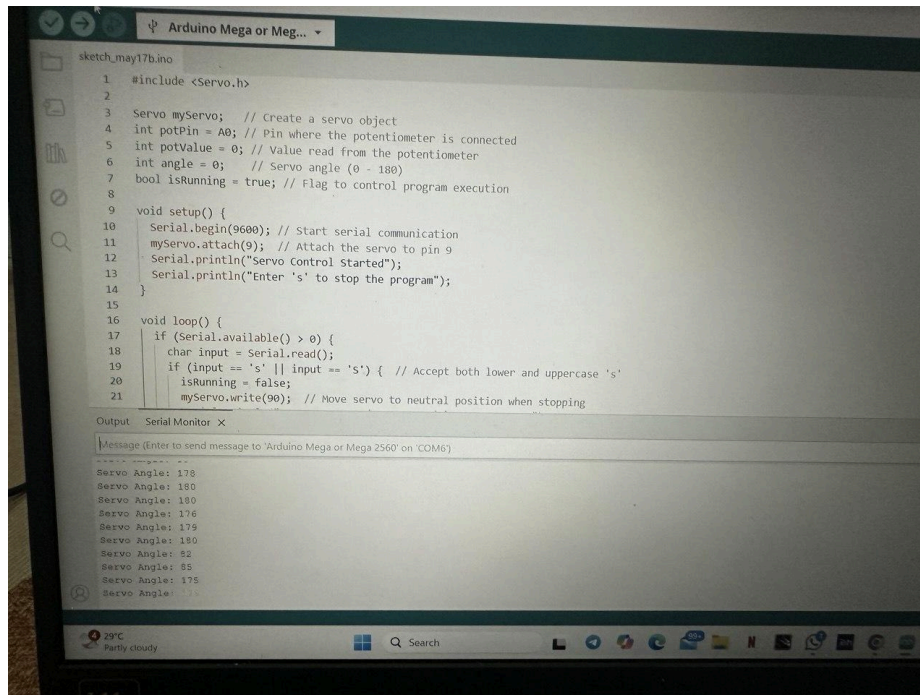 Arduino Mega or Meg...
sketch_may17b.ino
1 #include <Servo.h>
2
3 Servo myServo; // Create a servo object
4 int potPin = A0; // Pin where the potentiometer is connected
5 int potValue = 0; // Value read from the potentiometer
6 int angle = 0; // Servo angle (0 - 180)
7 bool isRunning = true; // Flag to control program execution
8
9 void setup() {
10 Serial.begin(9600); // Start serial communication
11 myServo.attach(9); // Attach the servo to pin 9
12 Serial.println("Servo Control Started");
13 Serial.println("Enter 's' to stop the program");
14 }
15
16 void loop() {
17 if (Serial.available() > 0) {
18 char input = Serial.read();
19 if (input == 's' || input == 'S') { // Accept both lower and uppercase 's'
20 isRunning = false;
21 myServo.write(90); // Move servo to neutral position when stopping
Output Serial Monitor X
Message (Enter to send message to 'Arduino Mega or Mega 2560' on 'COM6')
Servo Angle: 178
Servo Angle: 180
Servo Angle: 180
Servo Angle: 176
Servo Angle: 179
Servo Angle: 180
Servo Angle: 82
Servo Angle: 85
Servo Angle: 175
Servo Angle:
4 29°C
Partly cloudy
Search
99+